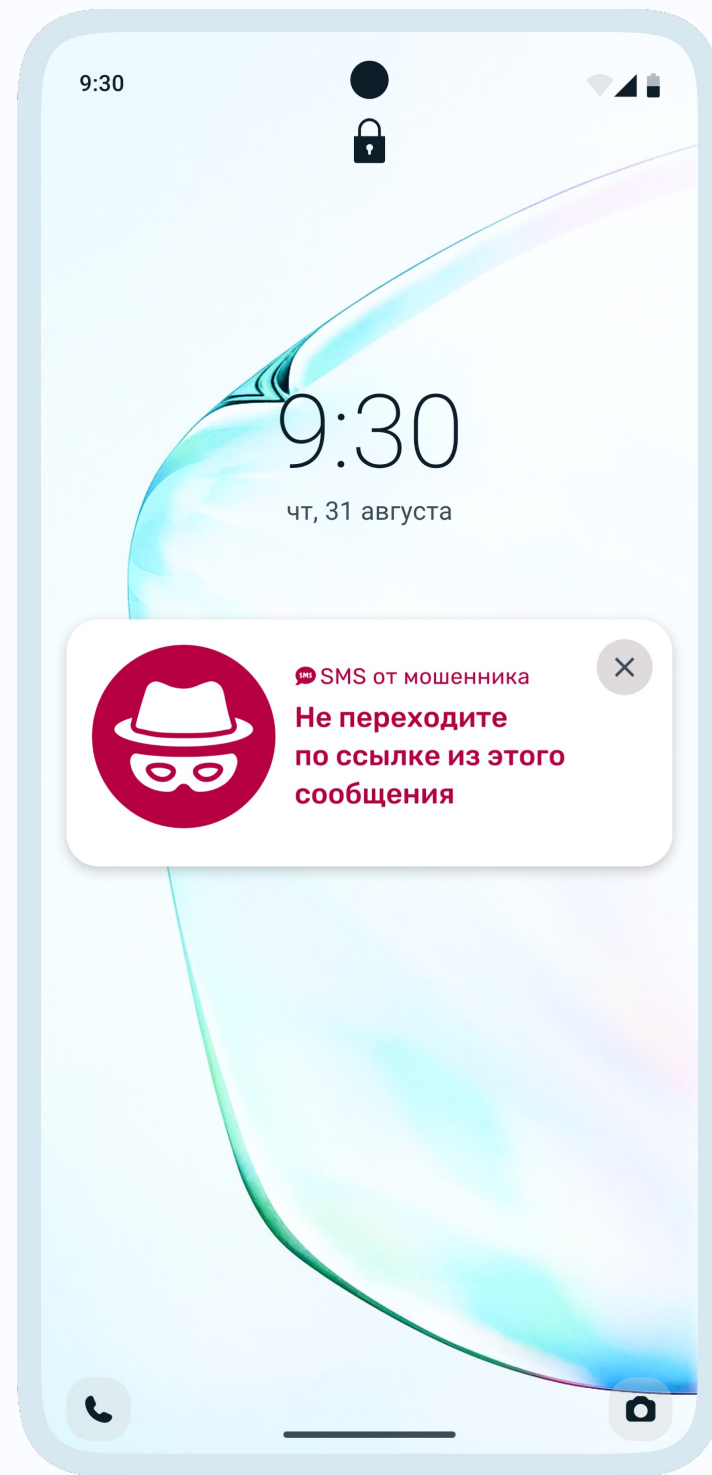 9:30
9:30
чт, 31 августа
SMS SMS от мошенника
Не переходите
по ссылке из этого
сообщения